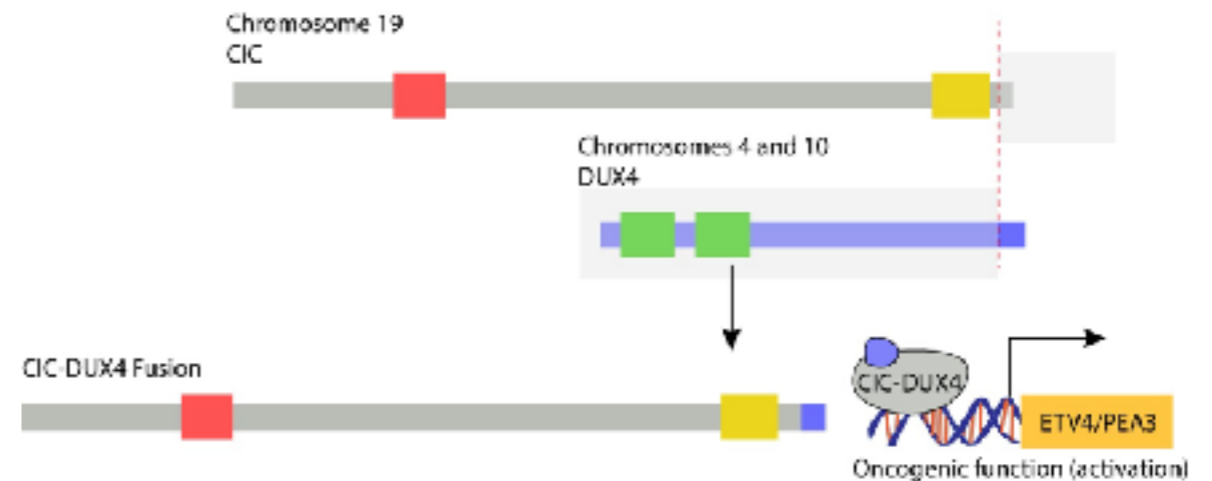 Chromosome 19
CIC
Chromosomes 4 and 10
DUX4
CIC-DUX4 Fusion
CIC-DUX4
ETV4/PEA3
Oncogenic function (activation)